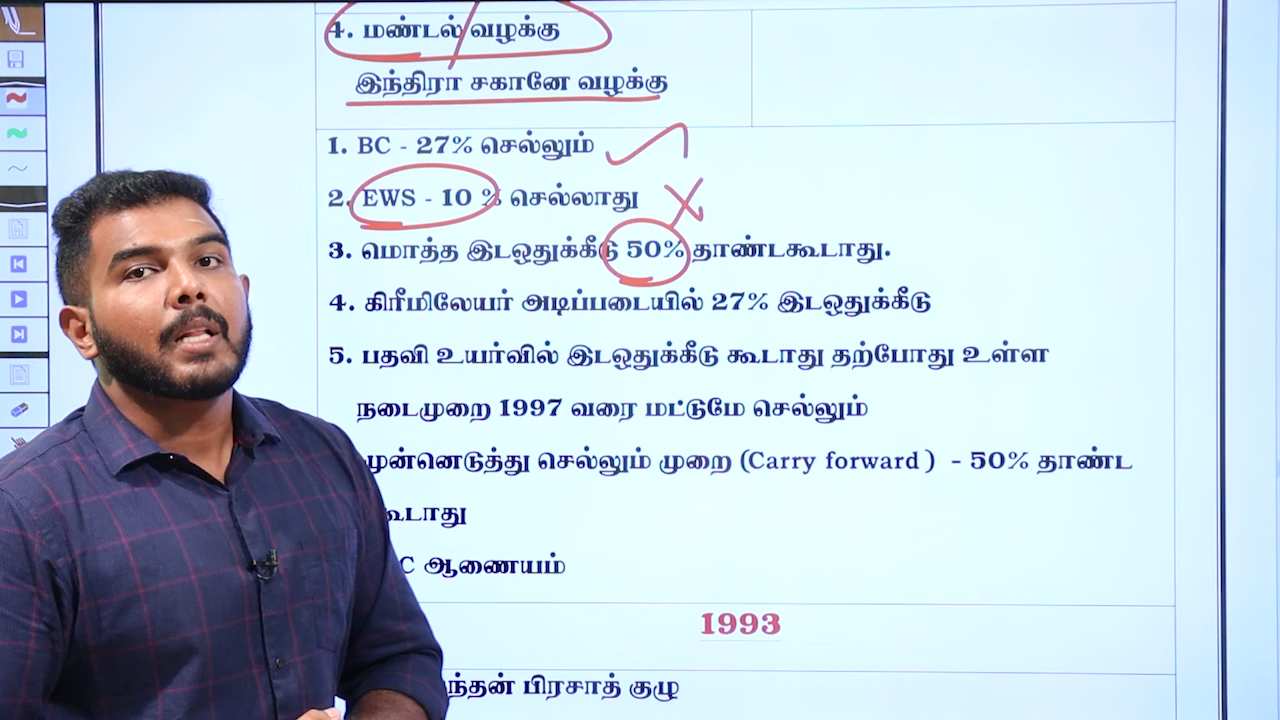 4. மண்டல் வழக்கு
இந்திரா சகானே வழக்கு
1. BC - 27% செல்லும்
2. EWS - 10 % செல்லாது
3. மொத்த இடஒதுக்கீடு 50% தாண்டகூடாது.
4. கிரீமிலேயர் அடிப்படையில் 27% இடஒதுக்கீடு
5. பதவி உயர்வில் இடஒதுக்கீடு கூடாது தற்போது உள்ள
நடைமுறை 1997 வரை மட்டுமே செல்லும்
முன்னெடுத்து செல்லும் முறை (Carry forward ) - 50% தாண்ட
கூடாது
C ஆணையம்
1993
ந்தன் பிரசாத் குழு